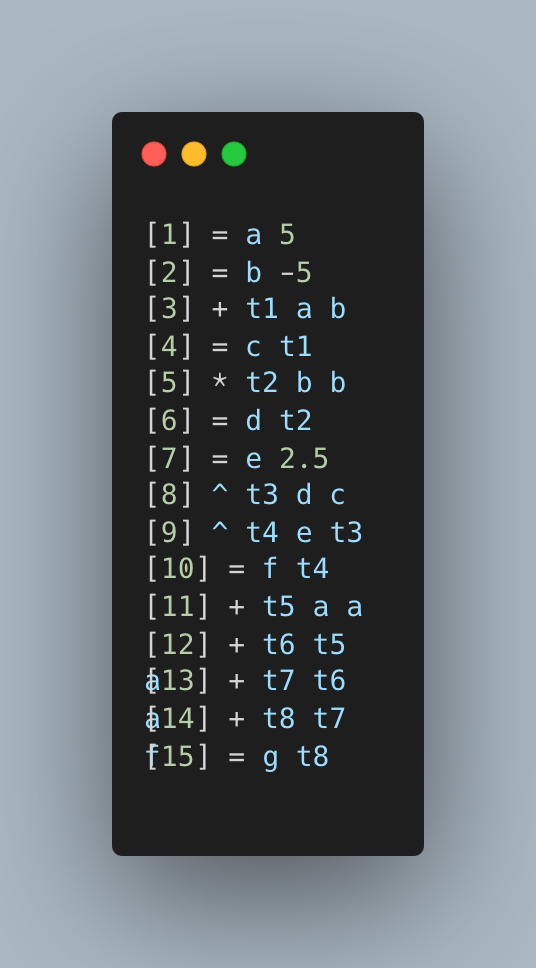 [1] = a 5
[2] = b -5
[3] + t1 a b
[4] = c t1
[5] * t2 b b
[6] = d t2
[7] = e 2.5
[8] ^ t3 d c
[9] ^ t4 e t3
[10] = f t4
[11] + t5 a a
[12] + t6 t5
a[13] + t7 t6
a[14] + t8 t7
f[15] = g t8